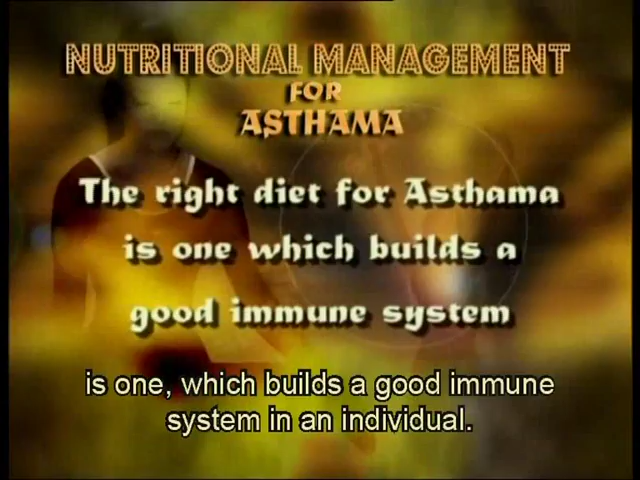 NUTRITIONAL MANAGEMENT
FOR
ASTHAMA
The right diet for Asthama
is one which builds a
good immune system
is one, which builds a good immune
system in an individual.